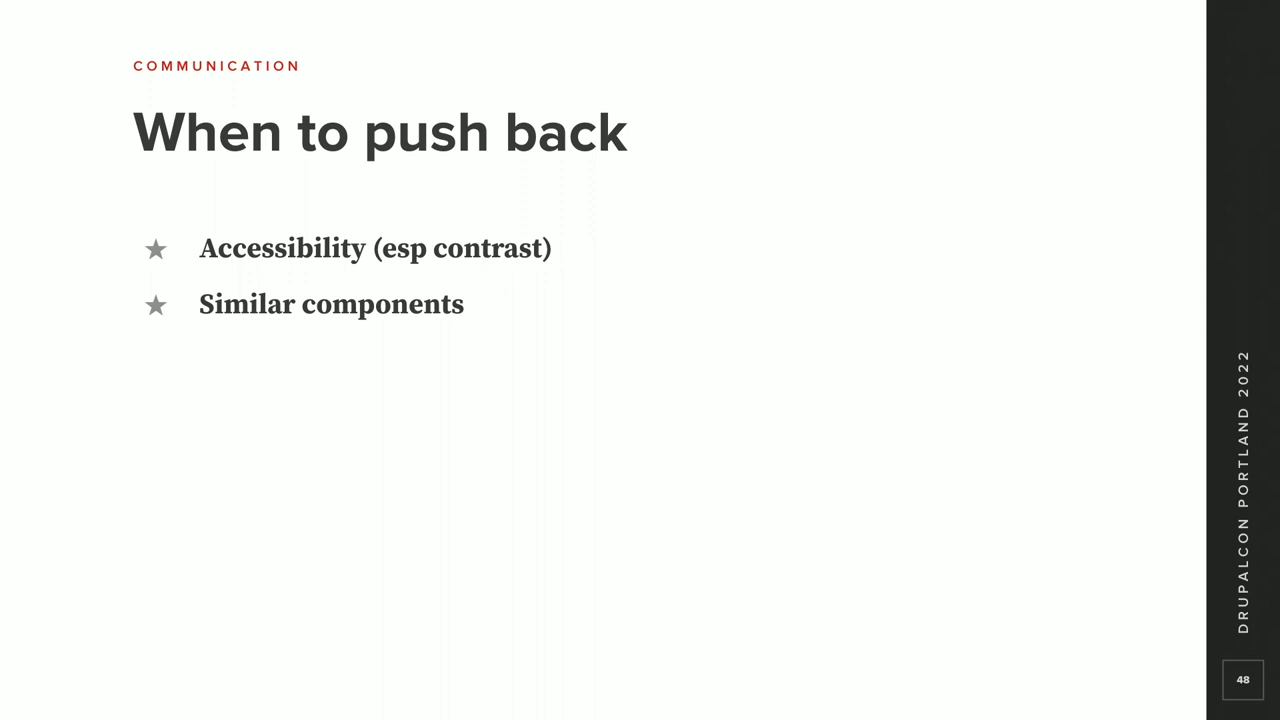 COMMUNICATION
When to push back
★ Accessibility (esp contrast)
★ Similar components
DRUPALCON PORTLAND 2022
48